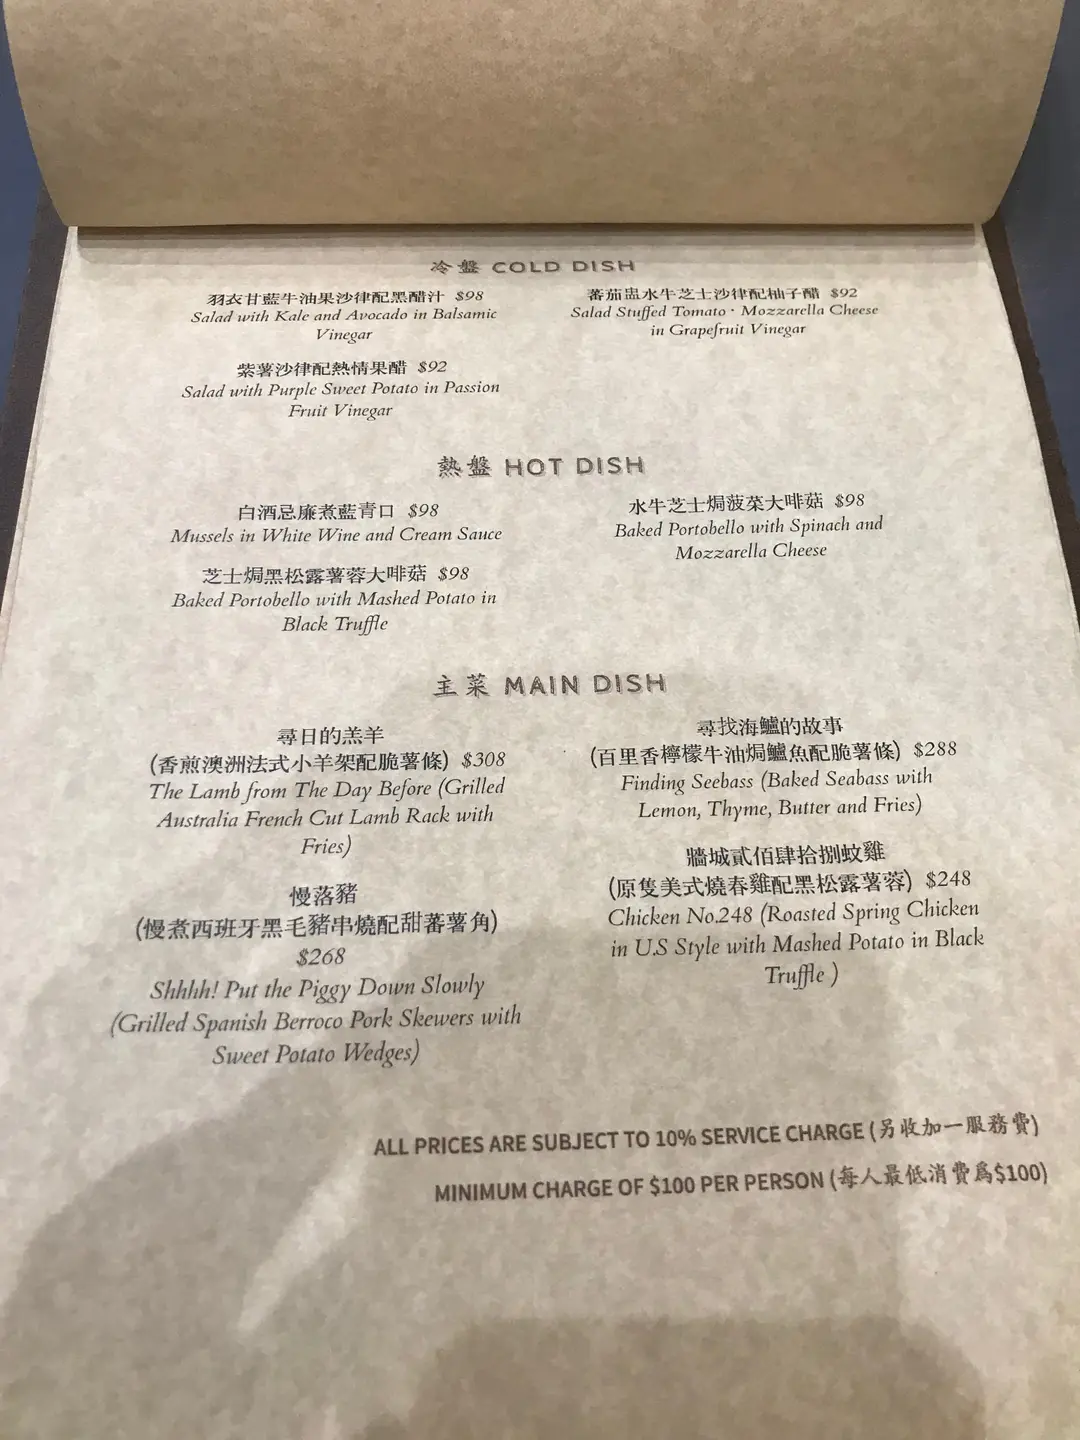 冷盤 COLD DISH
羽衣甘藍牛油果沙律配黑醋汁 $98
Salad with Kale and Avocado in Balsamic
Vinegar
蕃茄盅水牛芝士沙律配柚子醋 $92
Salad Stuffed Tomato · Mozzarella Cheese
in Grapefruit Vinegar
紫薯沙律配熱情果醋 $92
Salad with Purple Sweet Potato in Passion
Fruit Vinegar
熱盤 HOT DISH
白酒忌廉煮藍青口 $98
Mussels in White Wine and Cream Sauce
水牛芝士焗菠菜大啡菇 $98
Baked Portobello with Spinach and
Mozzarella Cheese
芝士焗黑松露薯蓉大啡菇 $98
Baked Portobello with Mashed Potato in
Black Truffle
主菜 MAIN DISH
尋日的羔羊
(香煎澳洲法式小羊架配脆薯條) $308
The Lamb from The Day Before (Grilled
Australia French Cut Lamb Rack with
Fries)
尋找海鱸的故事
(百里香檸檬牛油焗鱸魚配脆薯條) $288
Finding Seebass (Baked Seabass with
Lemon, Thyme, Butter and Fries)
慢落豬
(慢煮西班牙黑毛豬串燒配甜蕃薯角)
$268
Shhhh! Put the Piggy Down Slowly
(Grilled Spanish Berroco Pork Skewers with
Sweet Potato Wedges)
牆城貳佰肆拾捌蚊雞
(原隻美式燒春雞配黑松露薯蓉) $248
Chicken No.248 (Roasted Spring Chicken
in U.S Style with Mashed Potato in Black
Truffle )
ALL PRICES ARE SUBJECT TO 10% SERVICE CHARGE (另收加一服務費)
MINIMUM CHARGE OF $100 PER PERSON (每人最低消費爲$100)